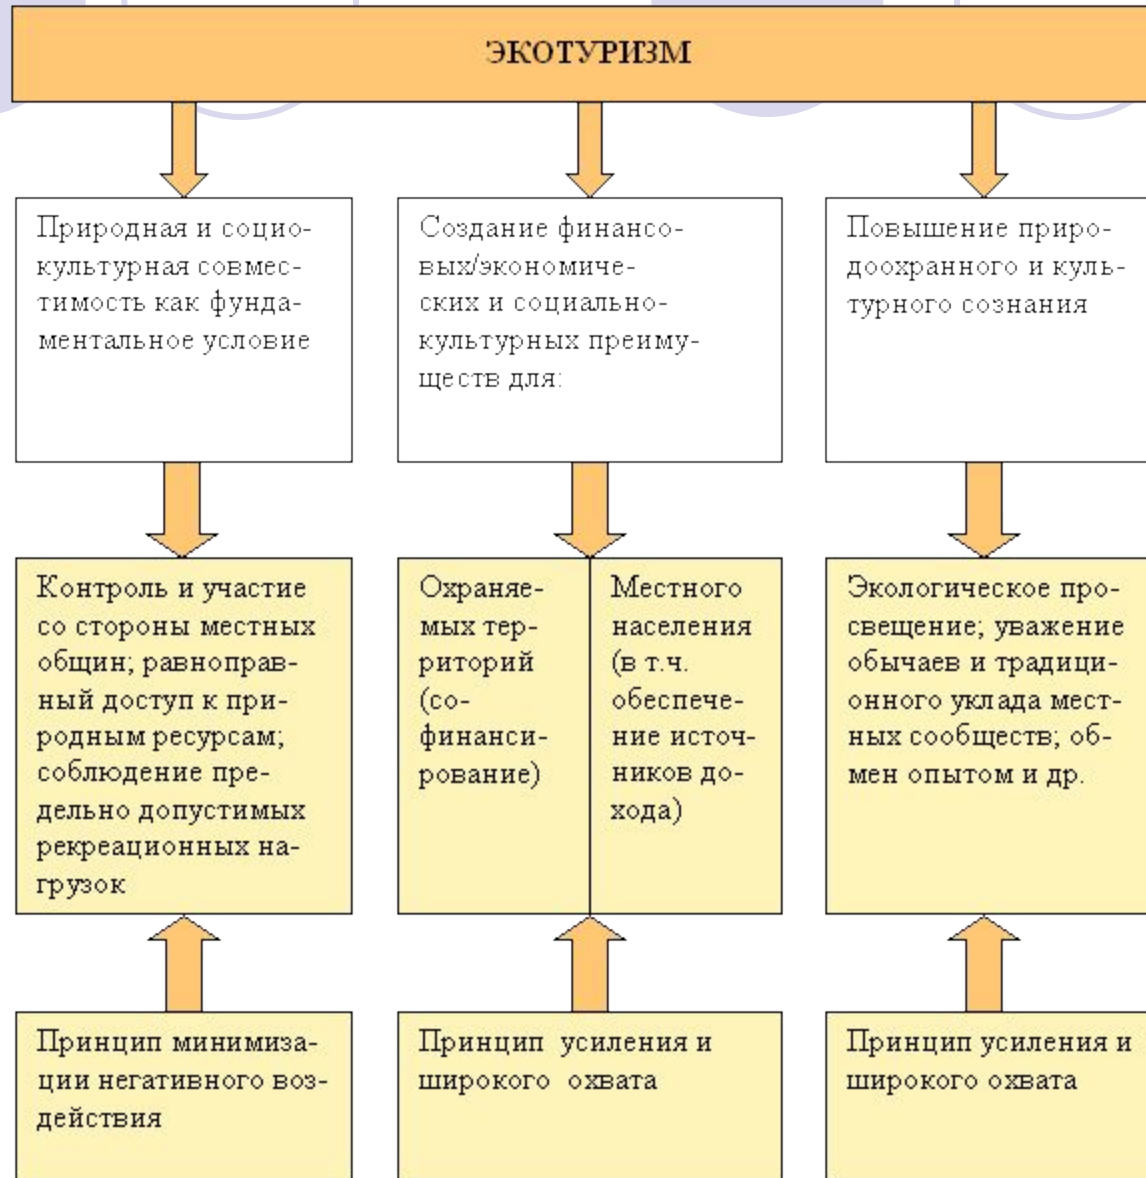 ЭКОТУРИЗМ
Природная и социо-
культурная совмес-
тимость как фунда-
ментальное условие
Создание финансо-
вых/экономиче-
ских и социально-
культурных преиму-
ществ для:
Повышение приро-
доохранного и куль-
турного сознания
Контроль и участие
со стороны местных
общин; равноправ-
ный доступ к при-
родным ресурсам;
соблюдение пре-
дельно допустимых
рекреационных на-
грузок
Охраняе-
мых тер-
риторий
(со-
финанси-
рование)
Местного
населения
(в т.ч.
обеспече-
ние источ-
ников до-
хода)
Экологическое про-
свещение; уважение
обычаев и традици-
онного уклада мест-
ных сообществ; об-
мен опытом и др.
Принцип минимиза-
ции негативного воз-
действия
Принцип усиления и
широкого охвата
Принцип усиления и
широкого охвата